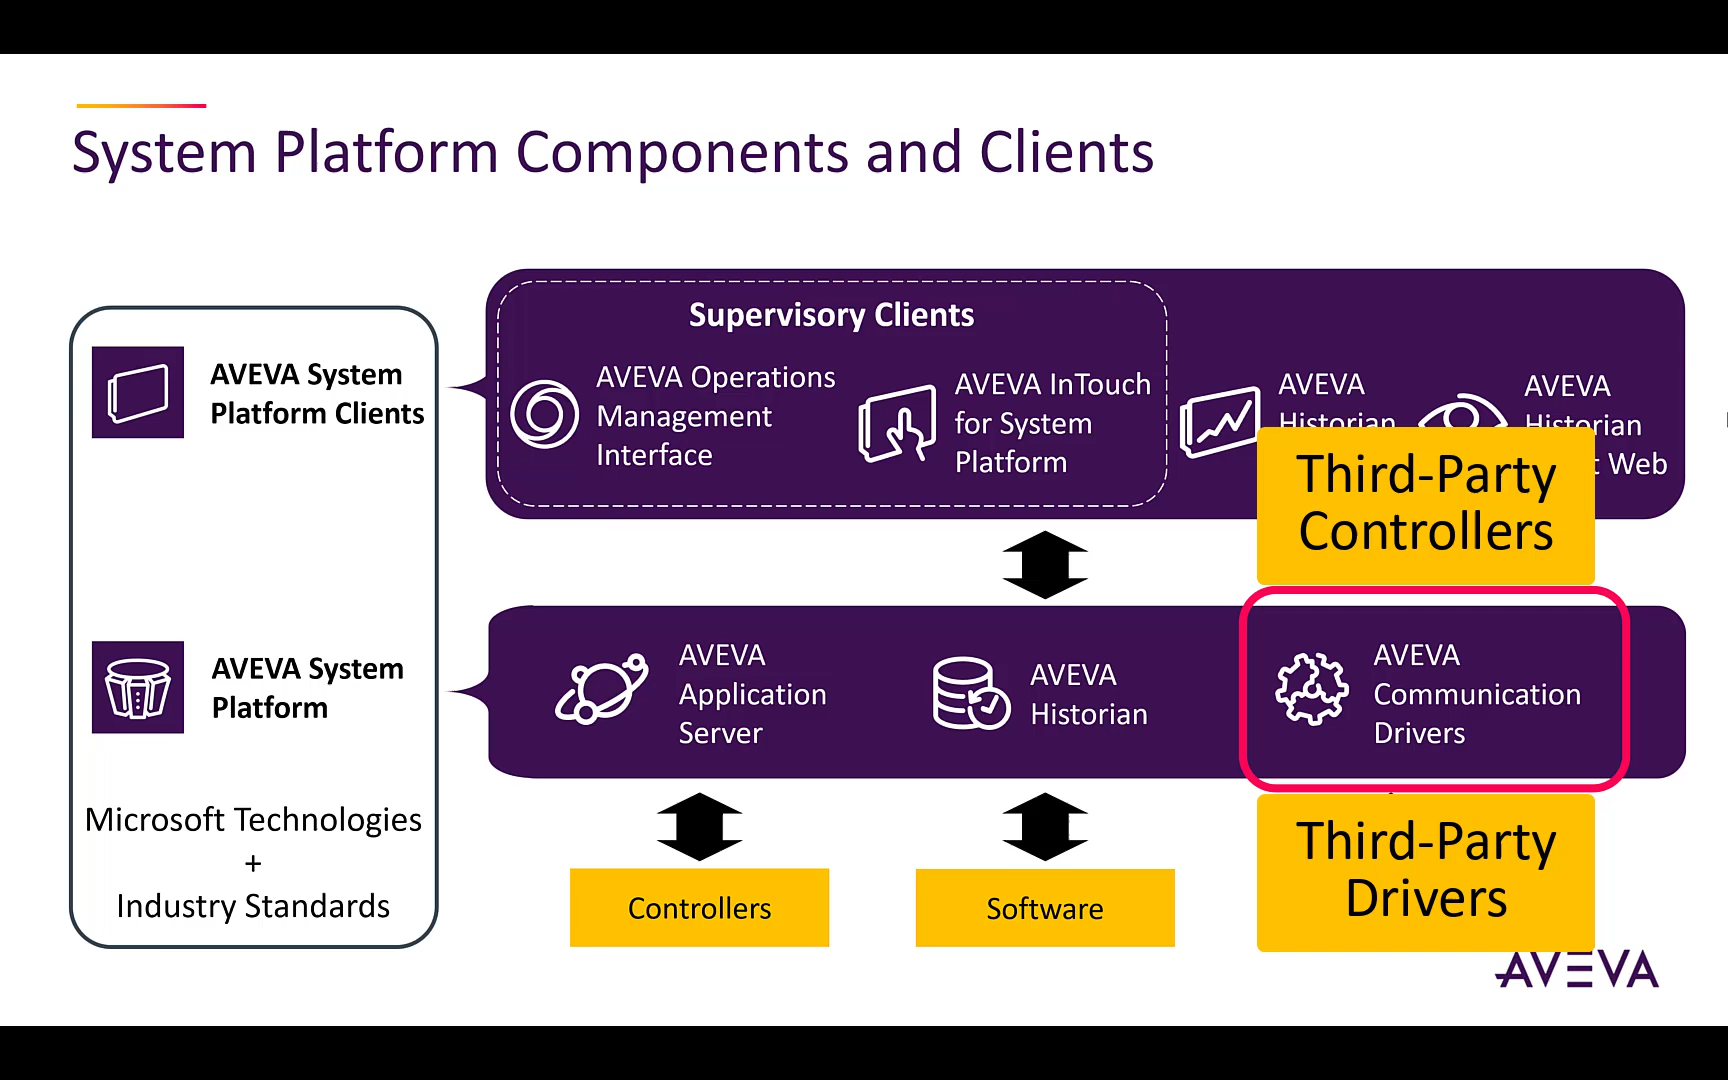 System Platform Components and Clients
AVEVA System
Platform Clients
AVEVA System
Platform
Microsoft Technologies
+
Industry Standards
Supervisory Clients
AVEVA Operations
Management
Interface
AVEVA InTouch
for System
Platform
AVEVA
Historian
AVEVA
Historian
Web
Third-Party
Controllers
AVEVA
Application
Server
AVEVA
Historian
AVEVA
Communication
Drivers
Controllers
Software
Third-Party
Drivers
AVEVA